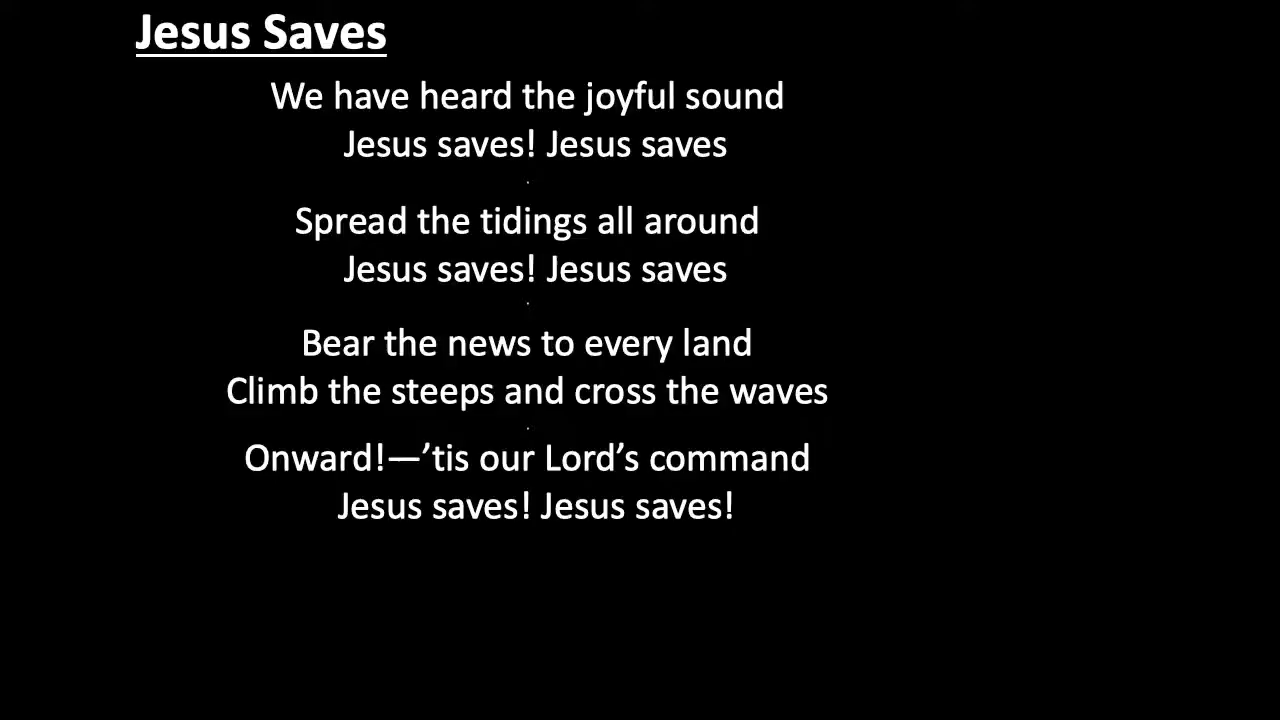 Jesus Saves
We have heard the joyful sound
Jesus saves! Jesus saves
Spread the tidings all around
Jesus saves! Jesus saves
Bear the news to every land
Climb the steeps and cross the waves
Onward!—’tis our Lord’s command
Jesus saves! Jesus saves!